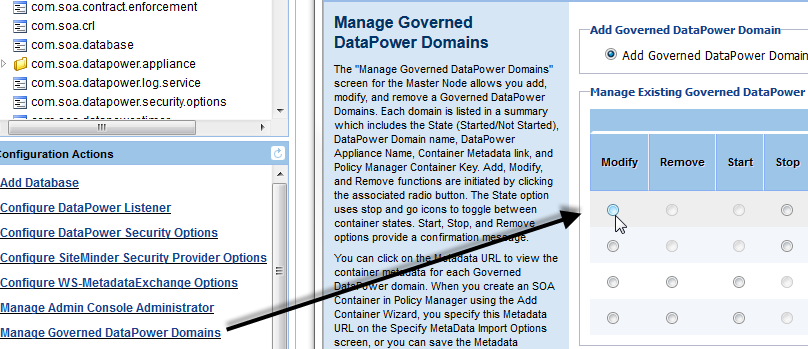 com.soa.contract.enforcement
com.soa.crl
com.soa.database
com.soa.datapower.appliance
com.soa.datapower.log.service
com.soa.datapower.security.options
Configuration Actions
Add Database
Configure DataPower Listener
Configure DataPower Security Options
Configure SiteMinder Security Provider Options
Configure WS-MetadataExchange Options
Manage Admin Console Administrator
Manage Governed DataPower Domains
Manage Governed
DataPower Domains
The "Manage Governed DataPower Domains"
screen for the Master Node allows you add,
modify, and remove a Governed DataPower
Domains. Each domain is listed in a summary
which includes the State (Started/Not Started),
DataPower Domain name, DataPower
Appliance Name, Container Metadata link, and
Policy Manager Container Key. Add, Modify,
and Remove functions are initiated by clicking
the associated radio button. The State option
uses stop and go icons to toggle between
container states. Start, Stop, and Remove
options provide a confirmation message.
You can click on the Metadata URL to view the
container metadata for each Governed
DataPower domain. When you create an SOA
Container in Policy Manager using the Add
Container Wizard, you specify this Metadata
URL on the Specify MetaData Import Options
screen, or you can save the Metadata
Add Governed DataPower Domain
Add Governed DataPower Domain
Manage Existing Governed DataPower
Modify Remove Start Stop